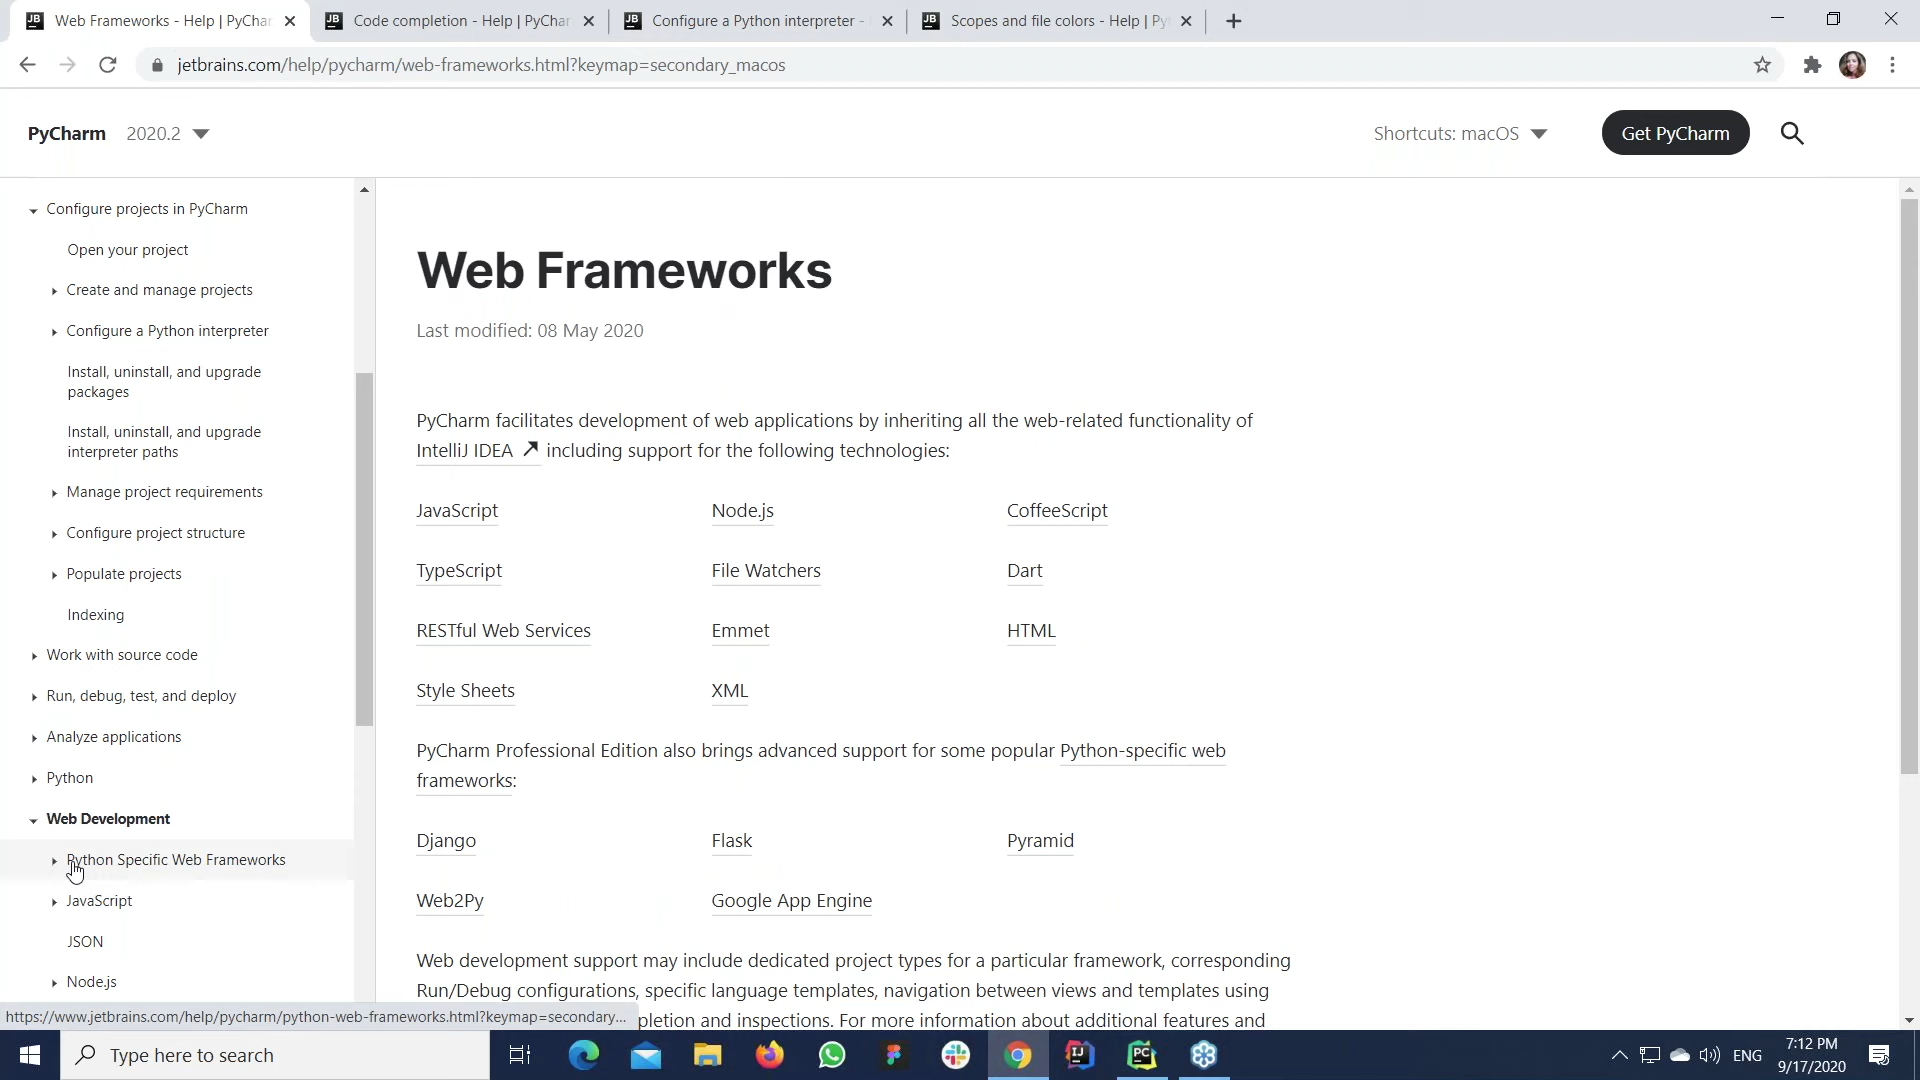 Web Frameworks - Help | PyChar
Code completion - Help | PyChar
Configure a Python interpreter -
Scopes and file colors - Help | Py
jetbrains.com/help/pycharm/web-frameworks.html?keymap=secondary_macos
PyCharm 2020.2
Shortcuts: macOS
Get PyCharm
Configure projects in PyCharm
Open your project
Create and manage projects
Configure a Python interpreter
Install, uninstall, and upgrade
packages
Install, uninstall, and upgrade
interpreter paths
Manage project requirements
Configure project structure
Populate projects
Indexing
Work with source code
Run, debug, test, and deploy
Analyze applications
Python
Web Development
Python Specific Web Frameworks
JavaScript
JSON
Node.js
Web Frameworks
Last modified: 08 May 2020
PyCharm facilitates development of web applications by inheriting all the web-related functionality of
IntelliJ IDEA including support for the following technologies:
JavaScript Node.js CoffeeScript
TypeScript File Watchers Dart
RESTful Web Services Emmet HTML
Style Sheets XML
PyCharm Professional Edition also brings advanced support for some popular Python-specific web
frameworks:
Django Flask Pyramid
Web2Py Google App Engine
Web development support may include dedicated project types for a particular framework, corresponding
Run/Debug configurations, specific language templates, navigation between views and templates using
pletion and inspections. For more information about additional features and
https://www.jetbrains.com/help/pycharm/python-web-frameworks.html?keymap=secondary...
Type here to search
ENG
7:12 PM
9/17/2020